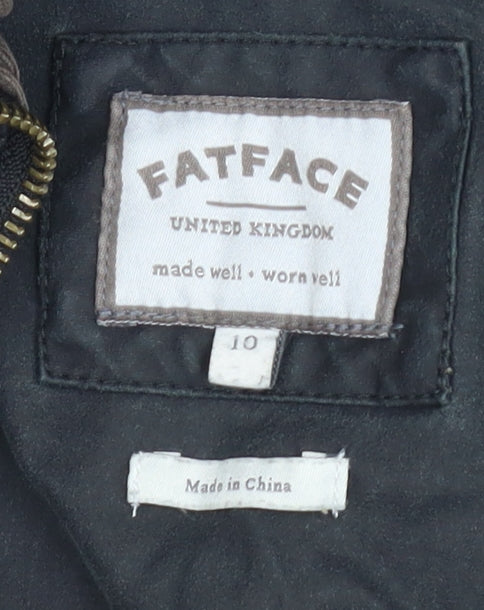 FATFACE
UNITED KINGDOM
made well • worn well
10
Made in China